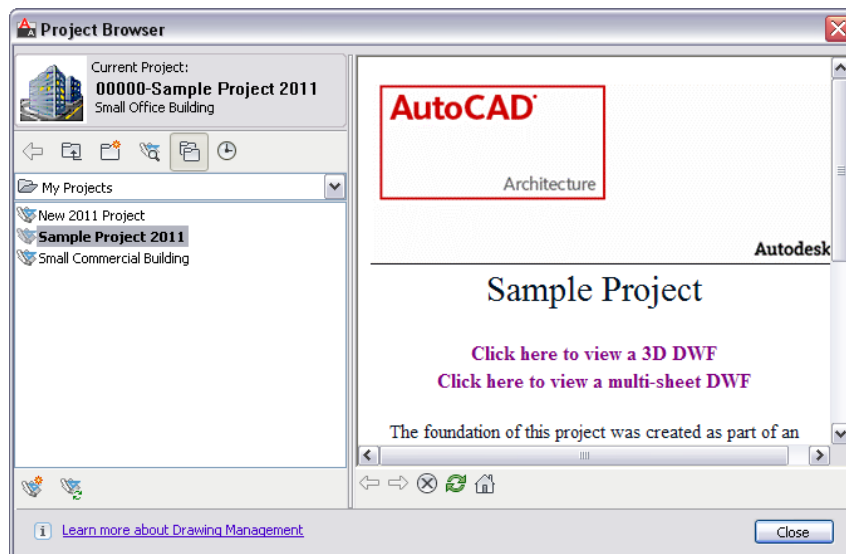 Project Browser
Current Project:
00000-Sample Project 2011
Small Office Building
My Projects
New 2011 Project
Sample Project 2011
Small Commercial Building
AutoCAD
Architecture
Autodesk
Sample Project
Click here to view a 3D DWF
Click here to view a multi-sheet DWF
The foundation of this project was created as part of an
Learn more about Drawing Management
Close